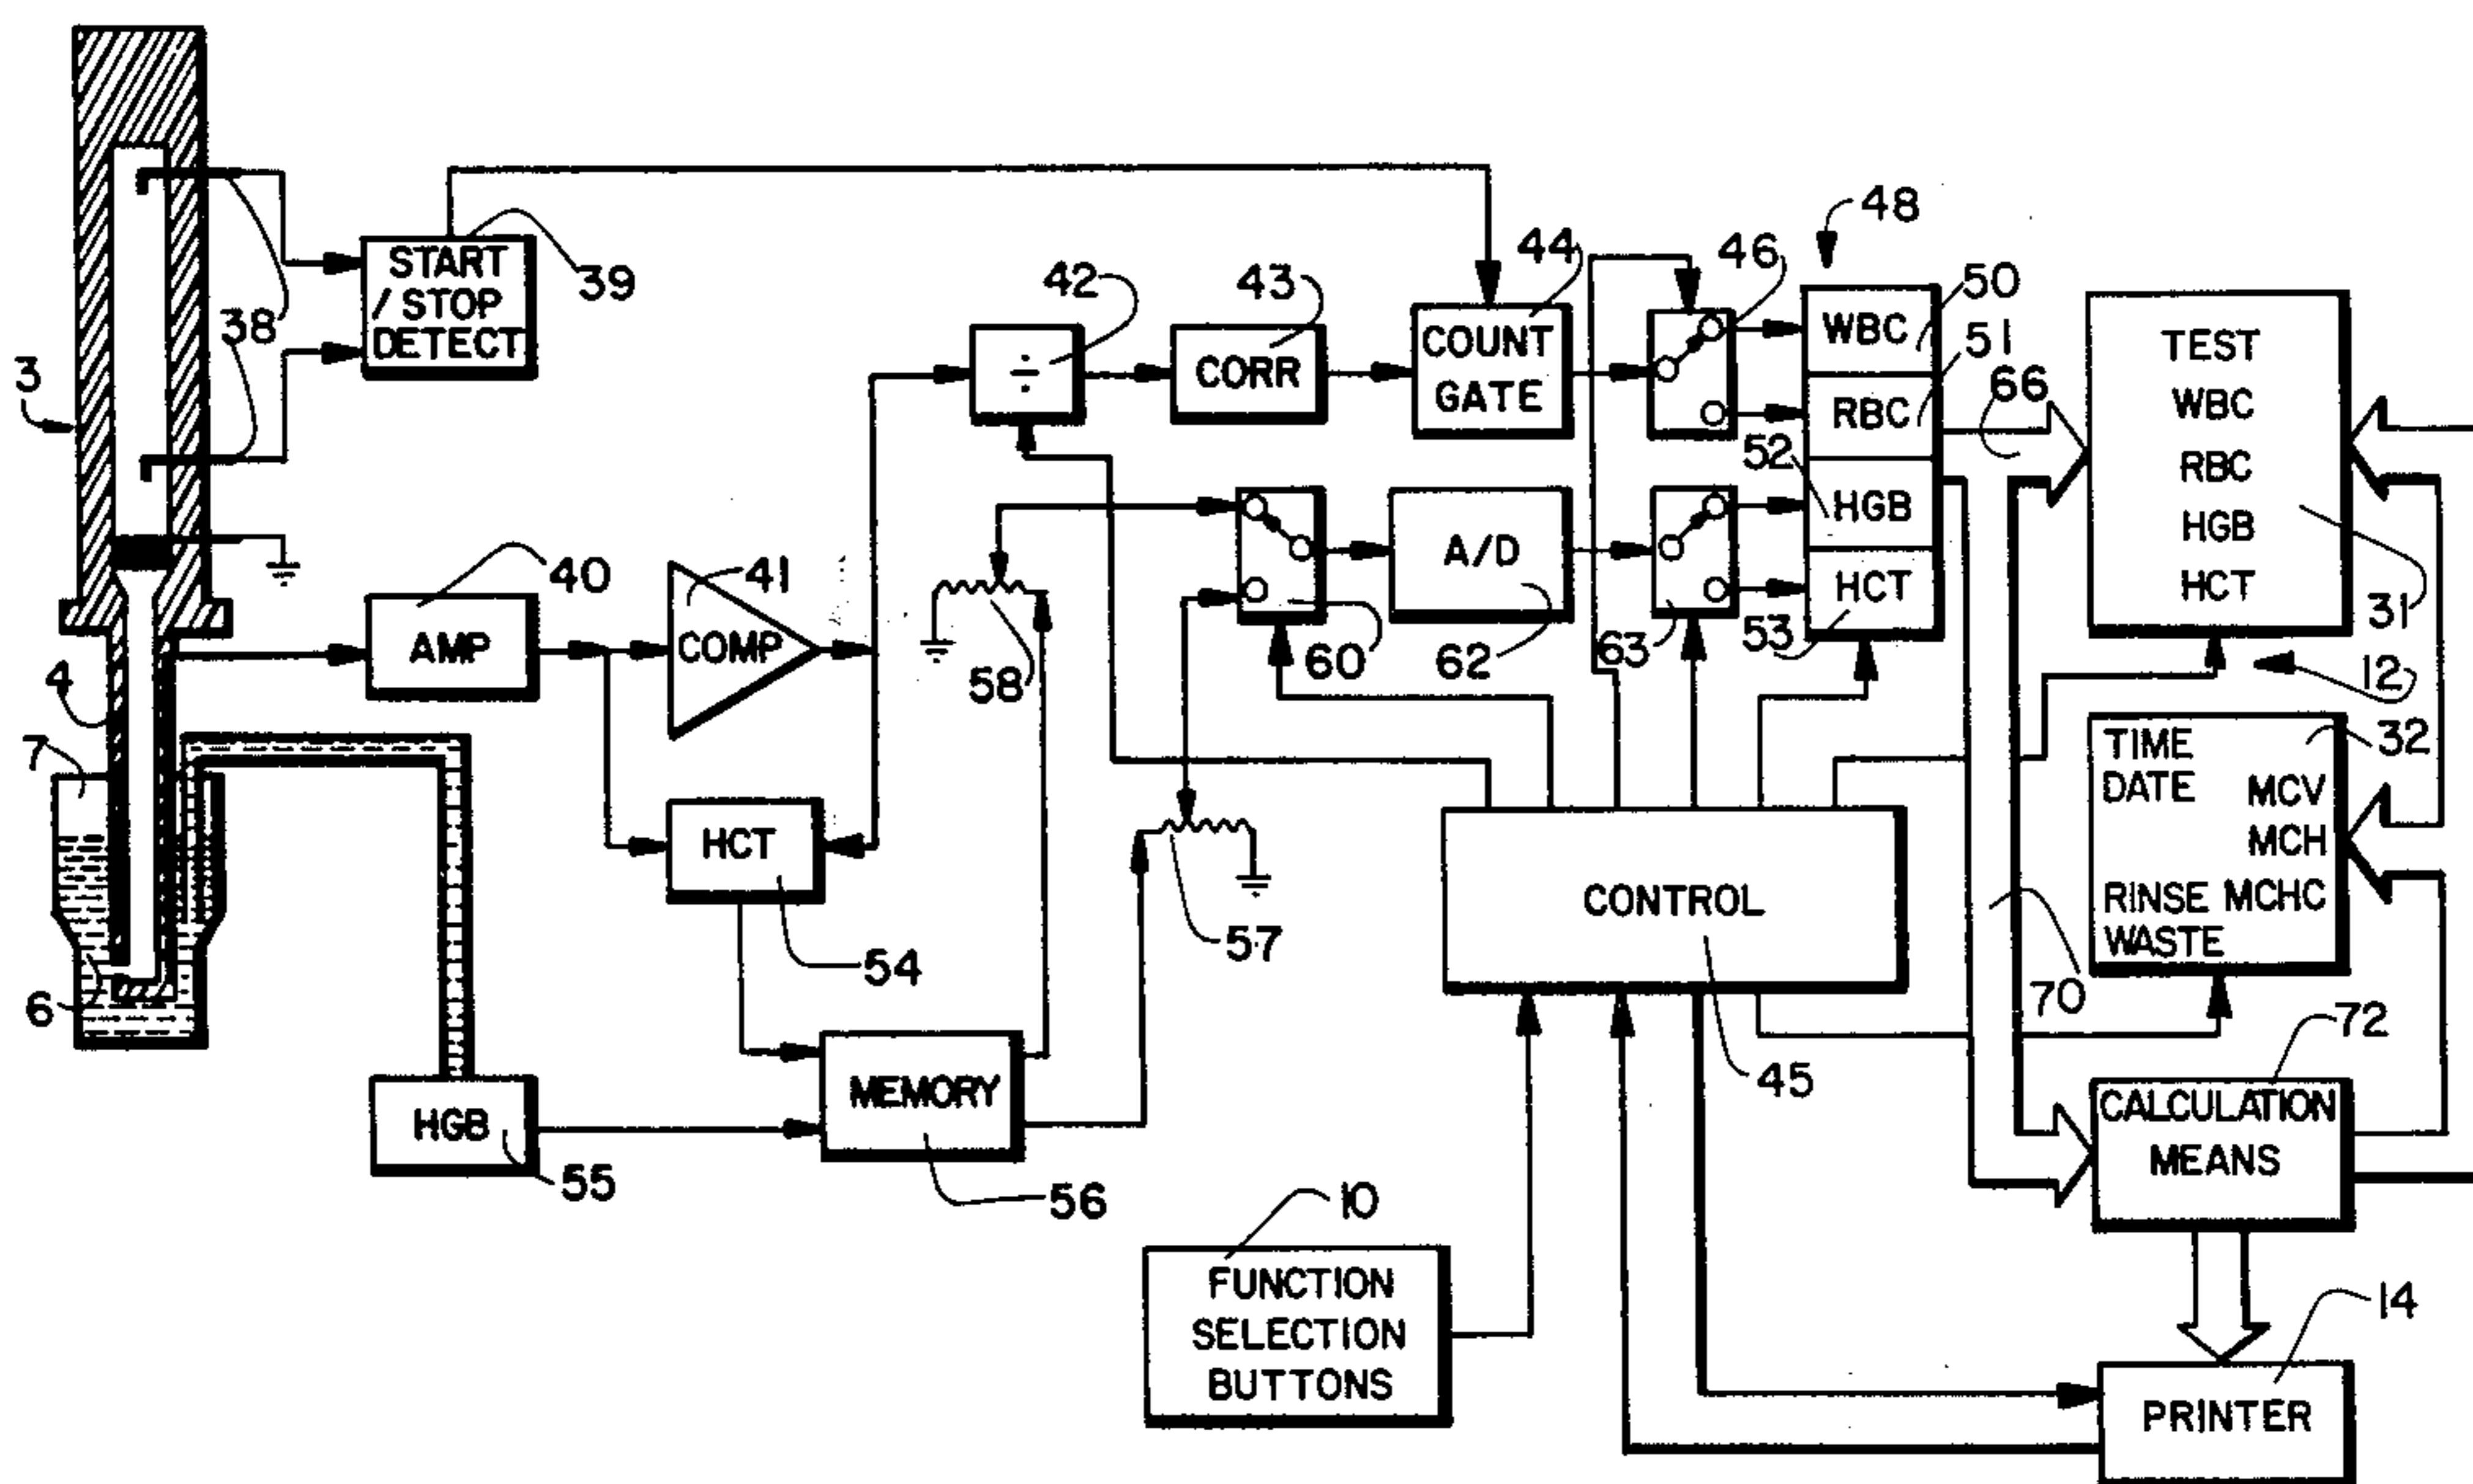 3
4
7
6
38
START
/ STOP
DETECT
39
38
AMP
40
COMP
41
HCT
54
HGB
55
MEMORY
56
÷
42
CORR
43
COUNT
GATE
44
46
48
WBC
50
RBC
51
HGB
52
HCT
53
58
57
60
A/D
62
63
66
TEST
WBC
RBC
HGB
HCT
31
12
TIME
DATE
MCV
MCH
RINSE MCHC
WASTE
32
CONTROL
45
70
72
CALCULATION
MEANS
10
FUNCTION
SELECTION
BUTTONS
14
PRINTER